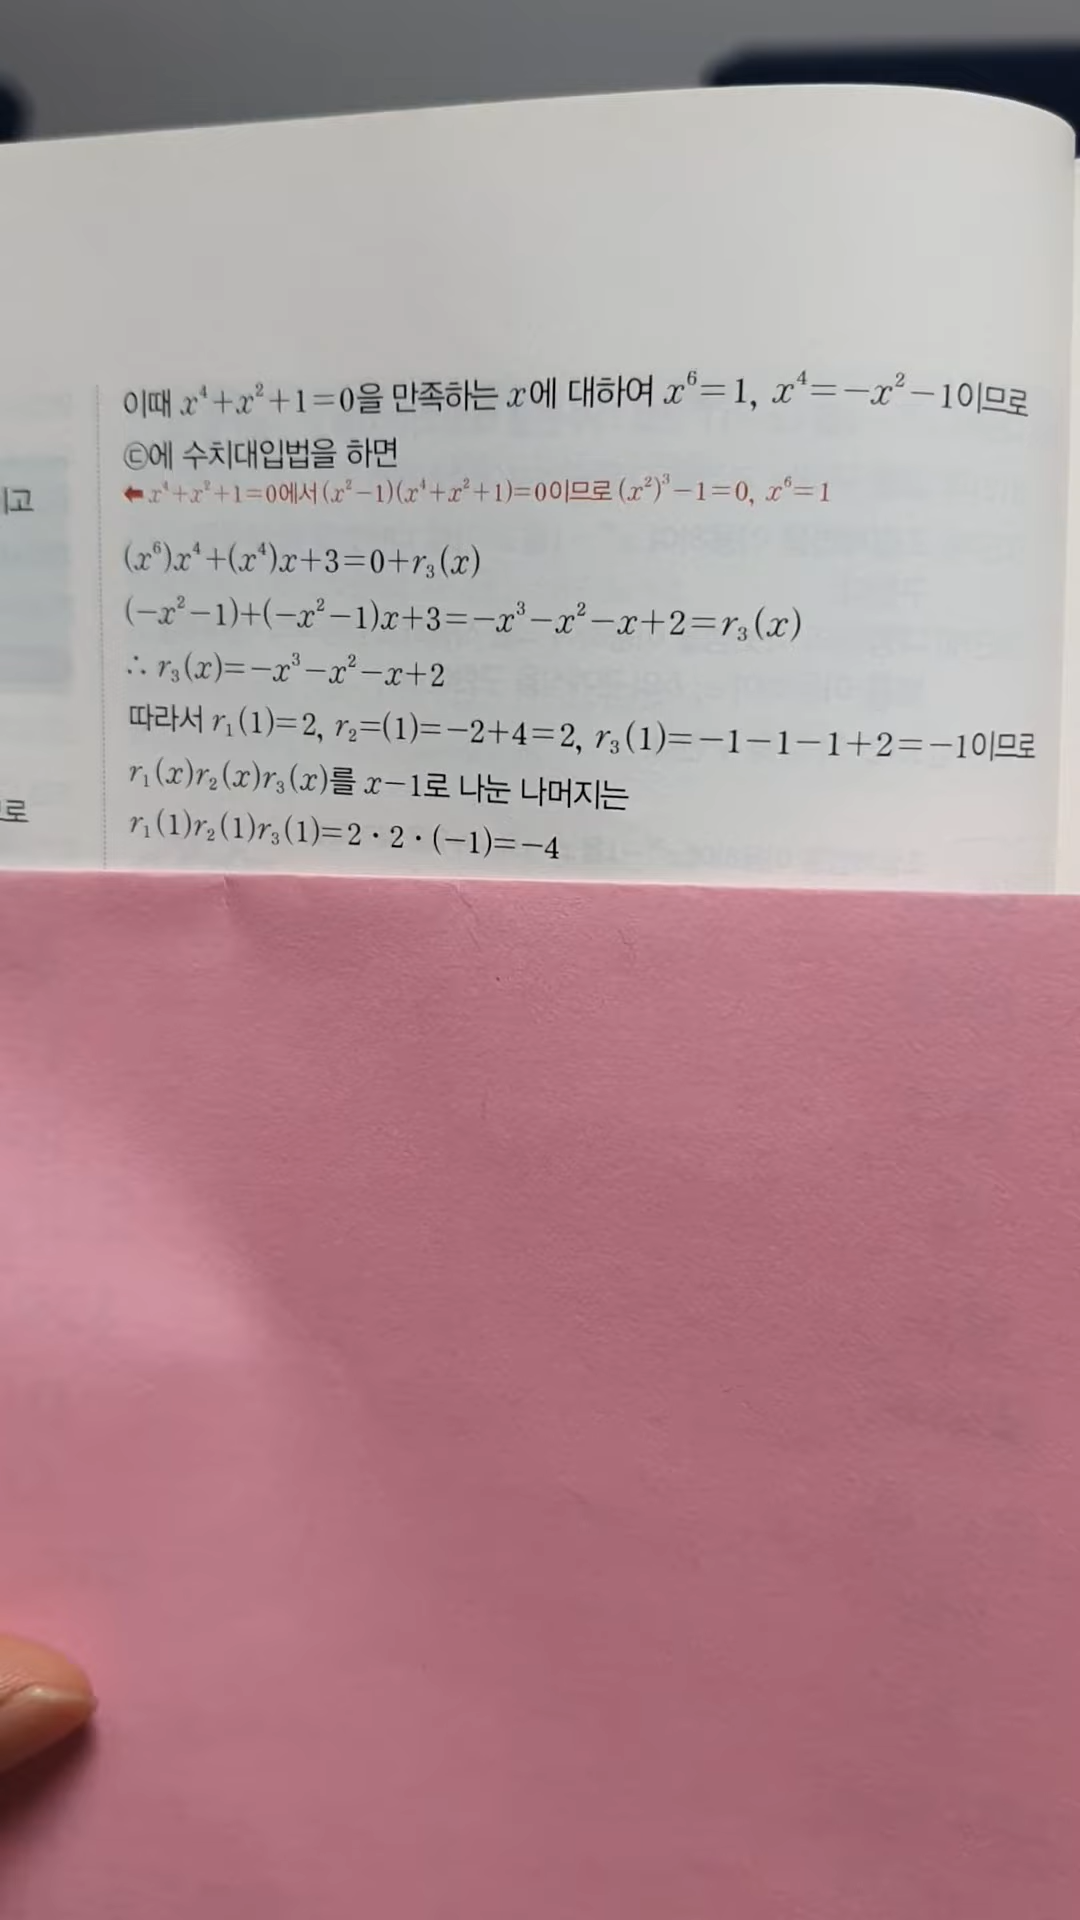 이때 x⁴+x²+1=0을 만족하는 x에 대하여 x⁶=1, x⁴=−x²−1이므로
ⓒ에 수치대입법을 하면
⬅ x⁴+x²+1=0에서 (x²−1)(x⁴+x²+1)=0이므로 (x²)³−1=0, x⁶=1
이고
(x⁶)x⁴+(x⁴)x+3=0+r₃(x)
(−x²−1)+(−x²−1)x+3=−x³−x²−x+2=r₃(x)
∴ r₃(x)=−x³−x²−x+2
따라서 r₁(1)=2, r₂=(1)=−2+4=2, r₃(1)=−1−1−1+2=−1이므로
r₁(x)r₂(x)r₃(x)를 x−1로 나눈 나머지는
로
r₁(1)r₂(1)r₃(1)=2·2·(−1)=−4